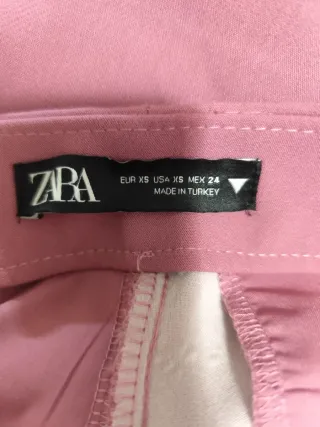 ZARA
EUR XS USA XS MEX 24
MADE IN TURKEY